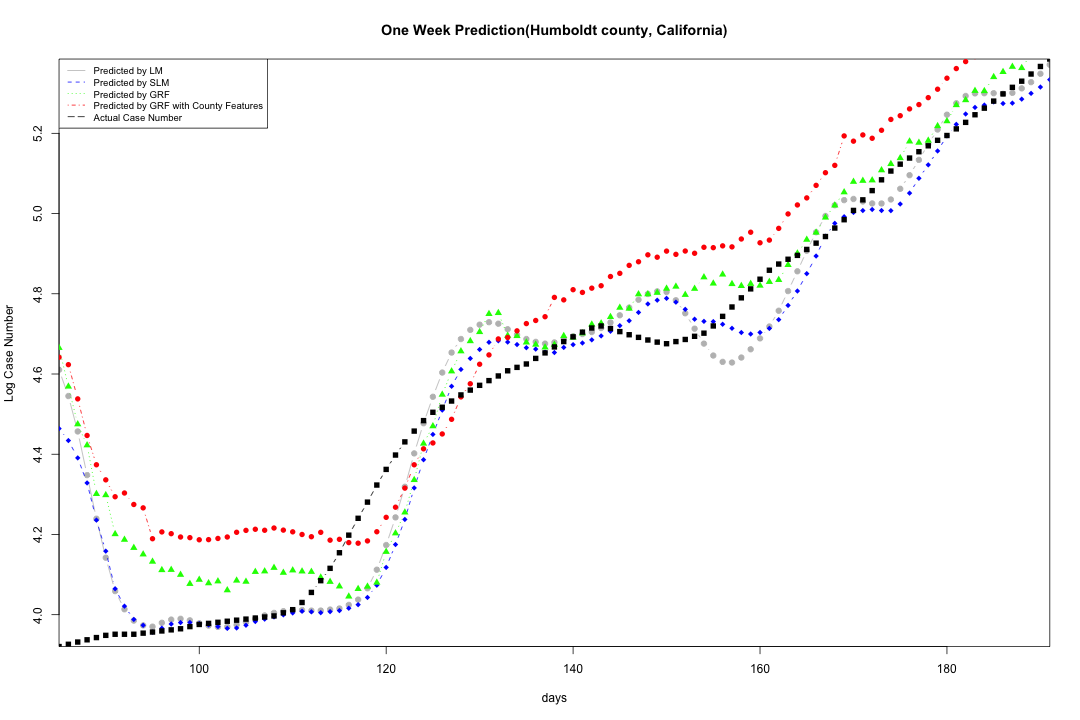 One Week Prediction(Humboldt county, California)
Predicted by LM
Predicted by SLM
Predicted by GRF
Predicted by GRF with County Features
Actual Case Number
Log Case Number
5.2
5.0
4.8
4.6
4.4
4.2
4.0
100 120 140 160 180
days